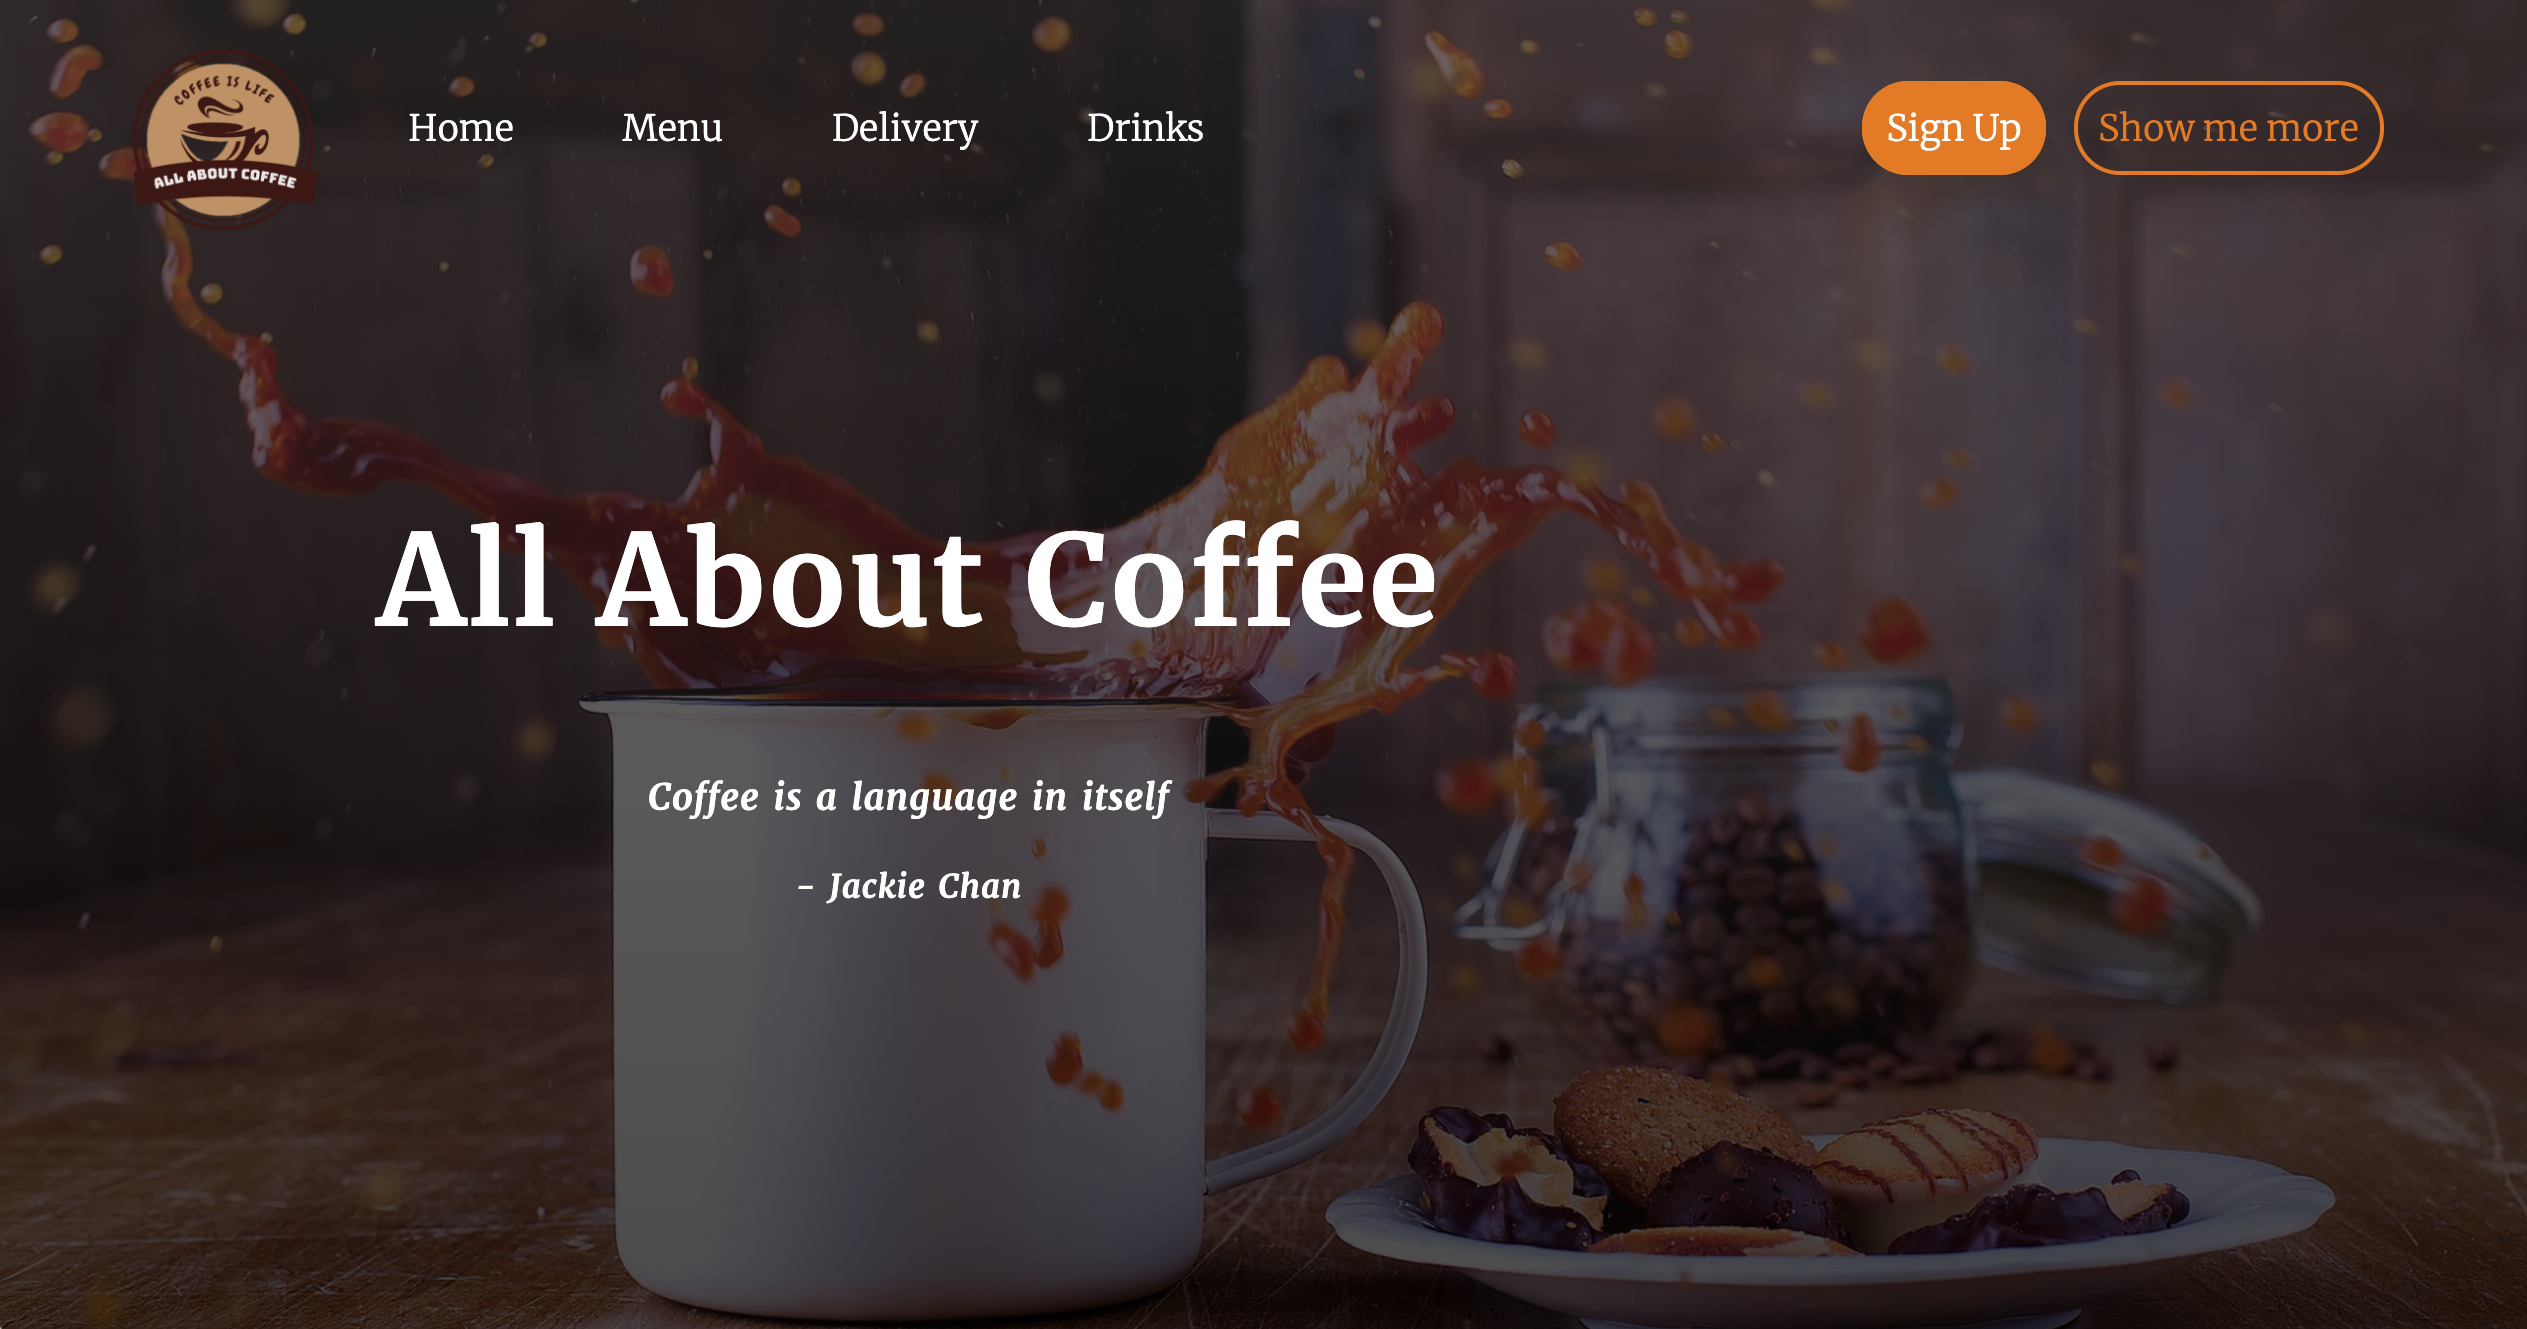 COFFEE IS LIFE
ALL ABOUT COFFEE
Home
Menu
Delivery
Drinks
Sign Up
Show me more
All About Coffee
Coffee is a language in itself
- Jackie Chan